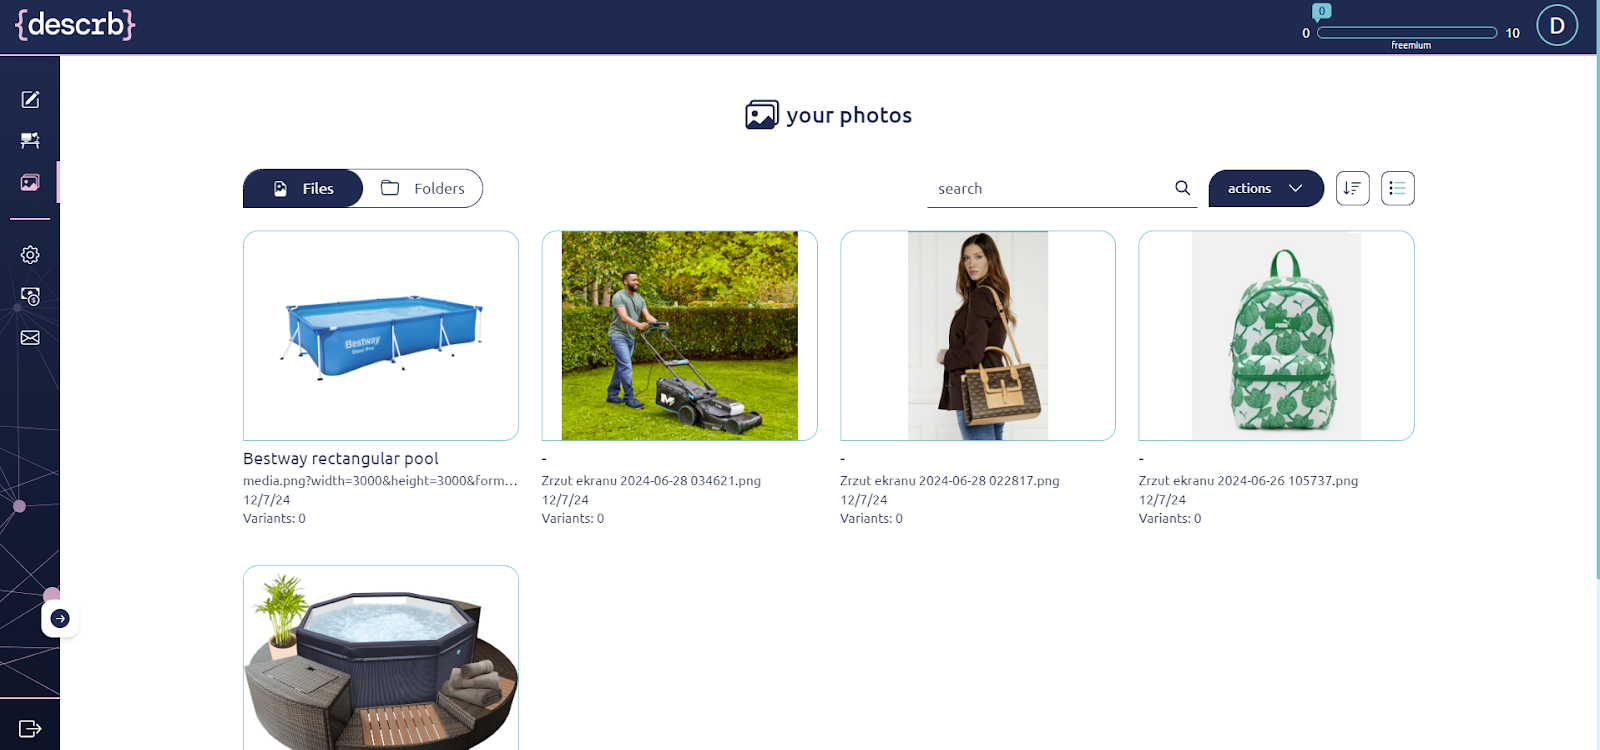 {descrb}
0
0
10
freemium
D
your photos
Files
Folders
search
actions
Bestway
Steel Pro
Bestway rectangular pool
media.png?width=3000&height=3000&form...
12/7/24
Variants: 0
-
Zrzut ekranu 2024-06-28 034621.png
12/7/24
Variants: 0
-
Zrzut ekranu 2024-06-28 022817.png
12/7/24
Variants: 0
-
Zrzut ekranu 2024-06-26 105737.png
12/7/24
Variants: 0